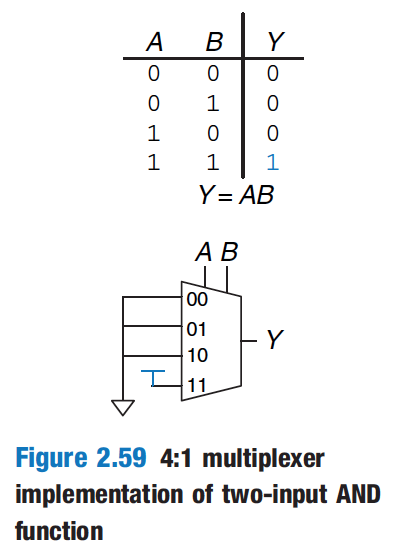 A B Y
0 0 0
0 1 0
1 0 0
1 1 1
Y = AB
A B
00
01
10
11
Y
Figure 2.59 4:1 multiplexer
implementation of two-input AND
function